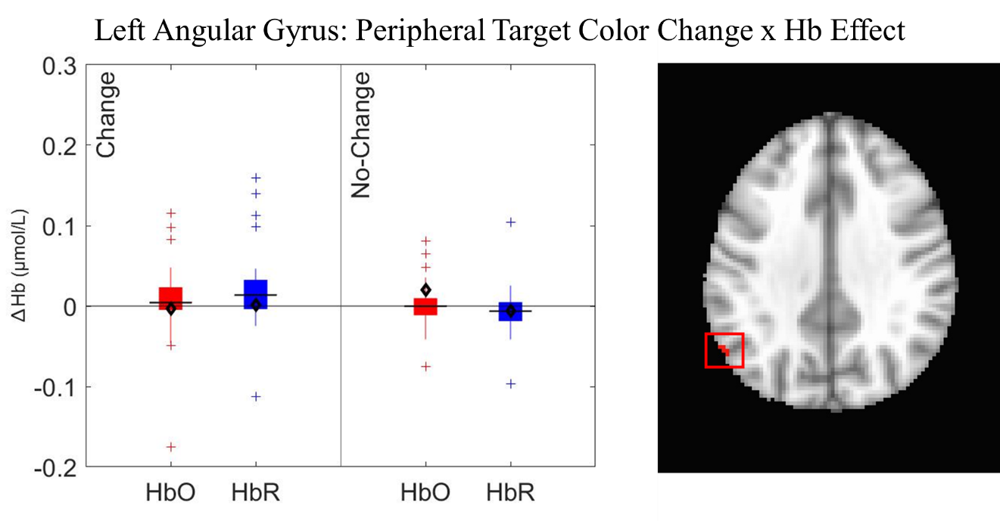 Left Angular Gyrus: Peripheral Target Color Change x Hb Effect
0.3
0.2
0.1
0
-0.1
-0.2
ΔHb (μmol/L)
Change
No-Change
HbO
HbR
HbO
HbR